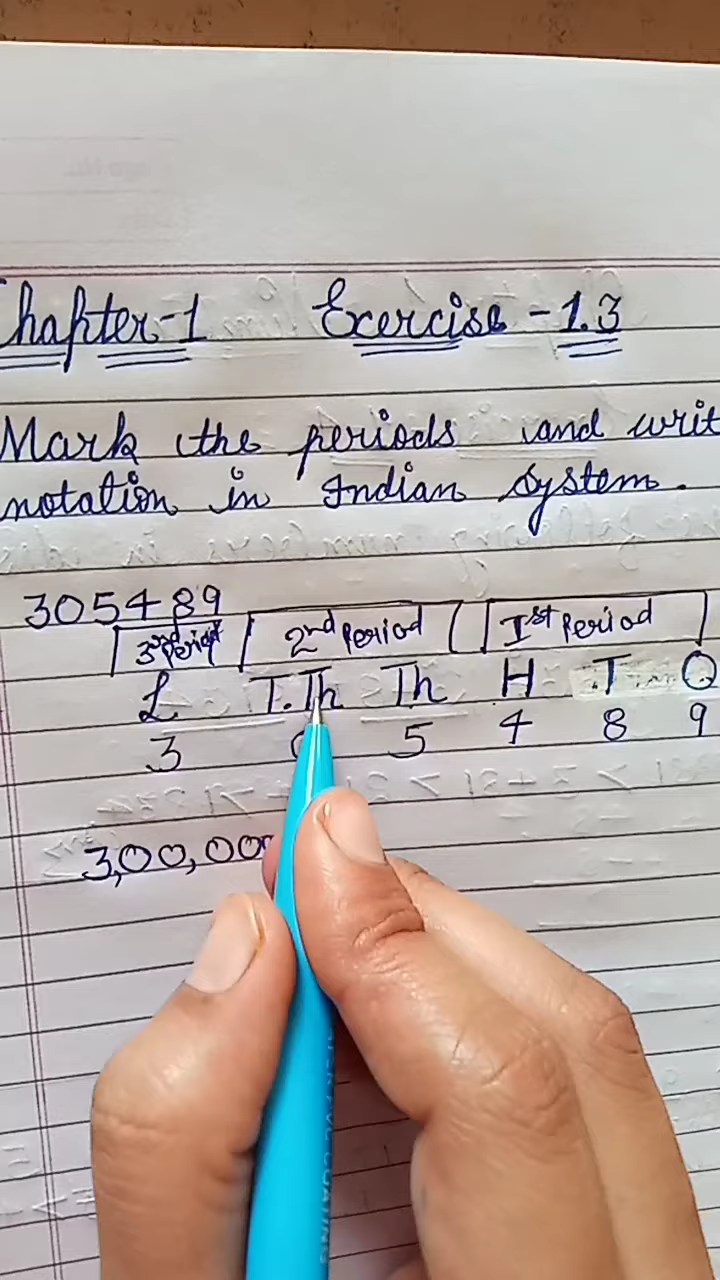 Chapter-1 Exercise - 1.3
Mark the periods and writ
notation in Indian System.
305489
3rd Period 2nd Period Ist Period
L T.Th Th H T O
3 0 5 4 8 9
3,00,000